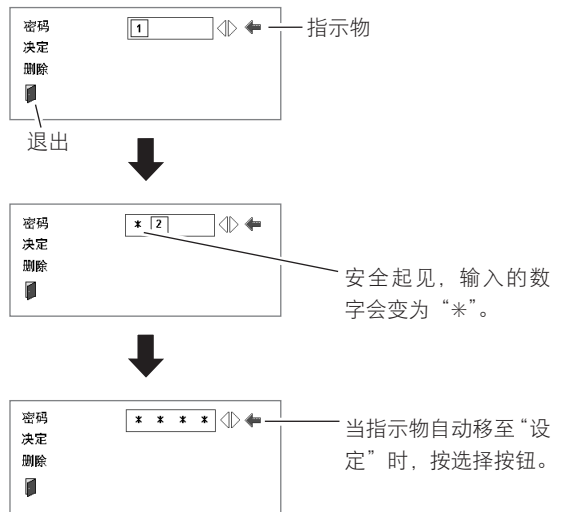 密码 1 指示物
决定
删除
退出
密码 * 2
决定
删除
安全起见，输入的数
字会变为“*”。
密码 * * * *
决定
删除
当指示物自动移至“设
定”时，按选择按钮。